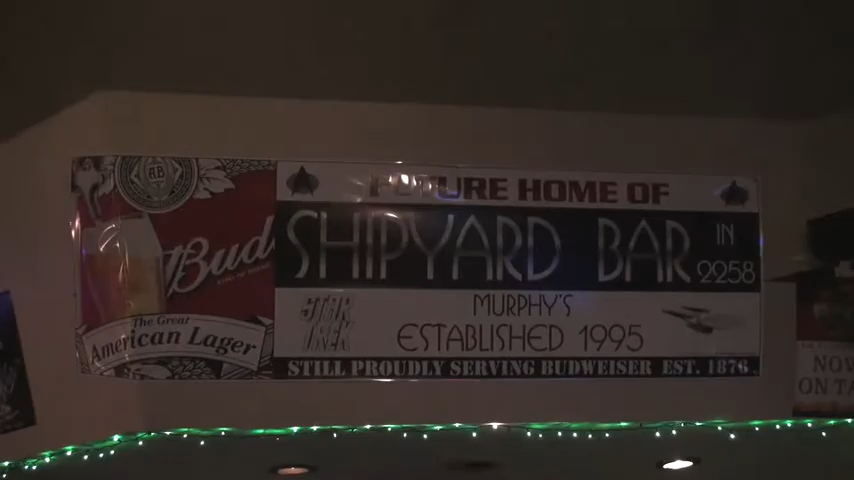 FUTURE HOME OF
SHIPYARD BAR IN 2258
STAR TREK
MURPHY'S
ESTABLISHED 1995
STILL PROUDLY SERVING BUDWEISER EST. 1876
Bud
The Great
American Lager
NOW
ON TA